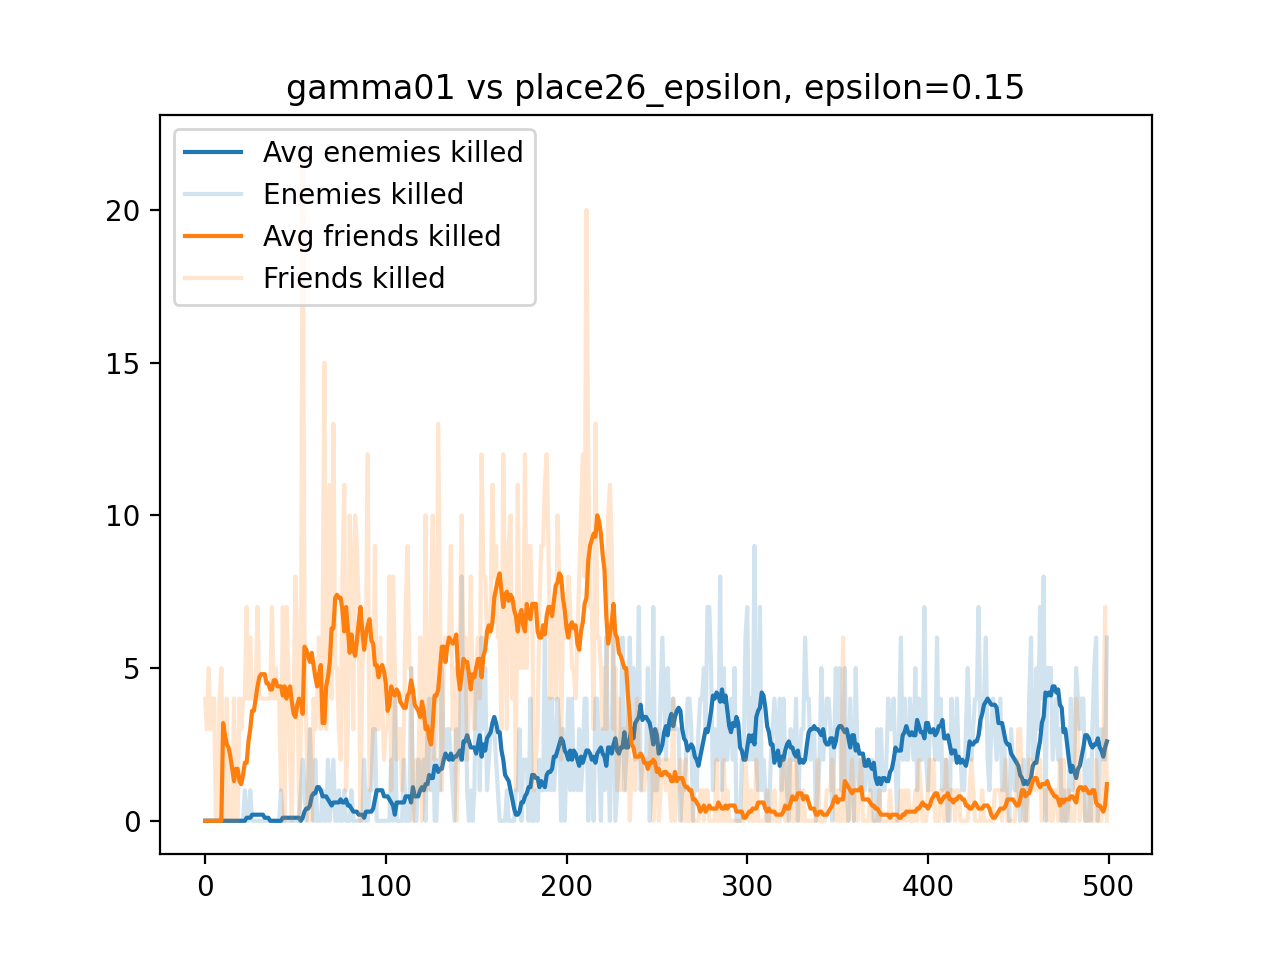 gamma01 vs place26_epsilon, epsilon=0.15
Avg enemies killed
Enemies killed
Avg friends killed
Friends killed
20
15
10
5
0
0 100 200 300 400 500